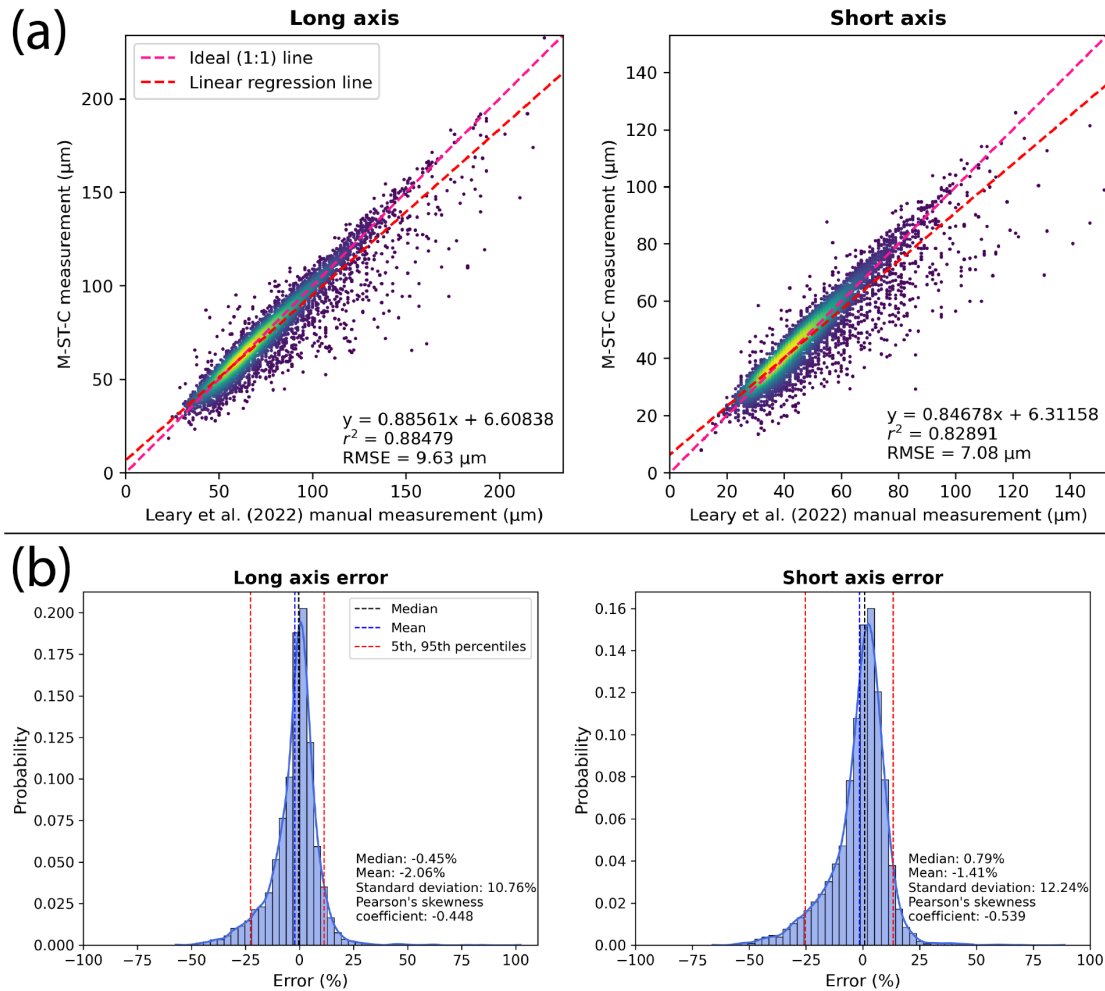 (a)
Long axis
Ideal (1:1) line
Linear regression line
M-ST-C measurement (μm)
200
150
100
50
0
y = 0.88561x + 6.60838
r² = 0.88479
RMSE = 9.63 μm
0 50 100 150 200
Leary et al. (2022) manual measurement (μm)
Short axis
M-ST-C measurement (μm)
140
120
100
80
60
40
20
0
y = 0.84678x + 6.31158
r² = 0.82891
RMSE = 7.08 μm
0 20 40 60 80 100 120 140
Leary et al. (2022) manual measurement (μm)
(b)
Long axis error
Median
Mean
5th, 95th percentiles
Probability
0.200
0.175
0.150
0.125
0.100
0.075
0.050
0.025
0.000
Median: -0.45%
Mean: -2.06%
Standard deviation: 10.76%
Pearson's skewness
coefficient: -0.448
−100 −75 −50 −25 0 25 50 75 100
Error (%)
Short axis error
Probability
0.16
0.14
0.12
0.10
0.08
0.06
0.04
0.02
0.00
Median: 0.79%
Mean: -1.41%
Standard deviation: 12.24%
Pearson's skewness
coefficient: -0.539
−100 −75 −50 −25 0 25 50 75 100
Error (%)